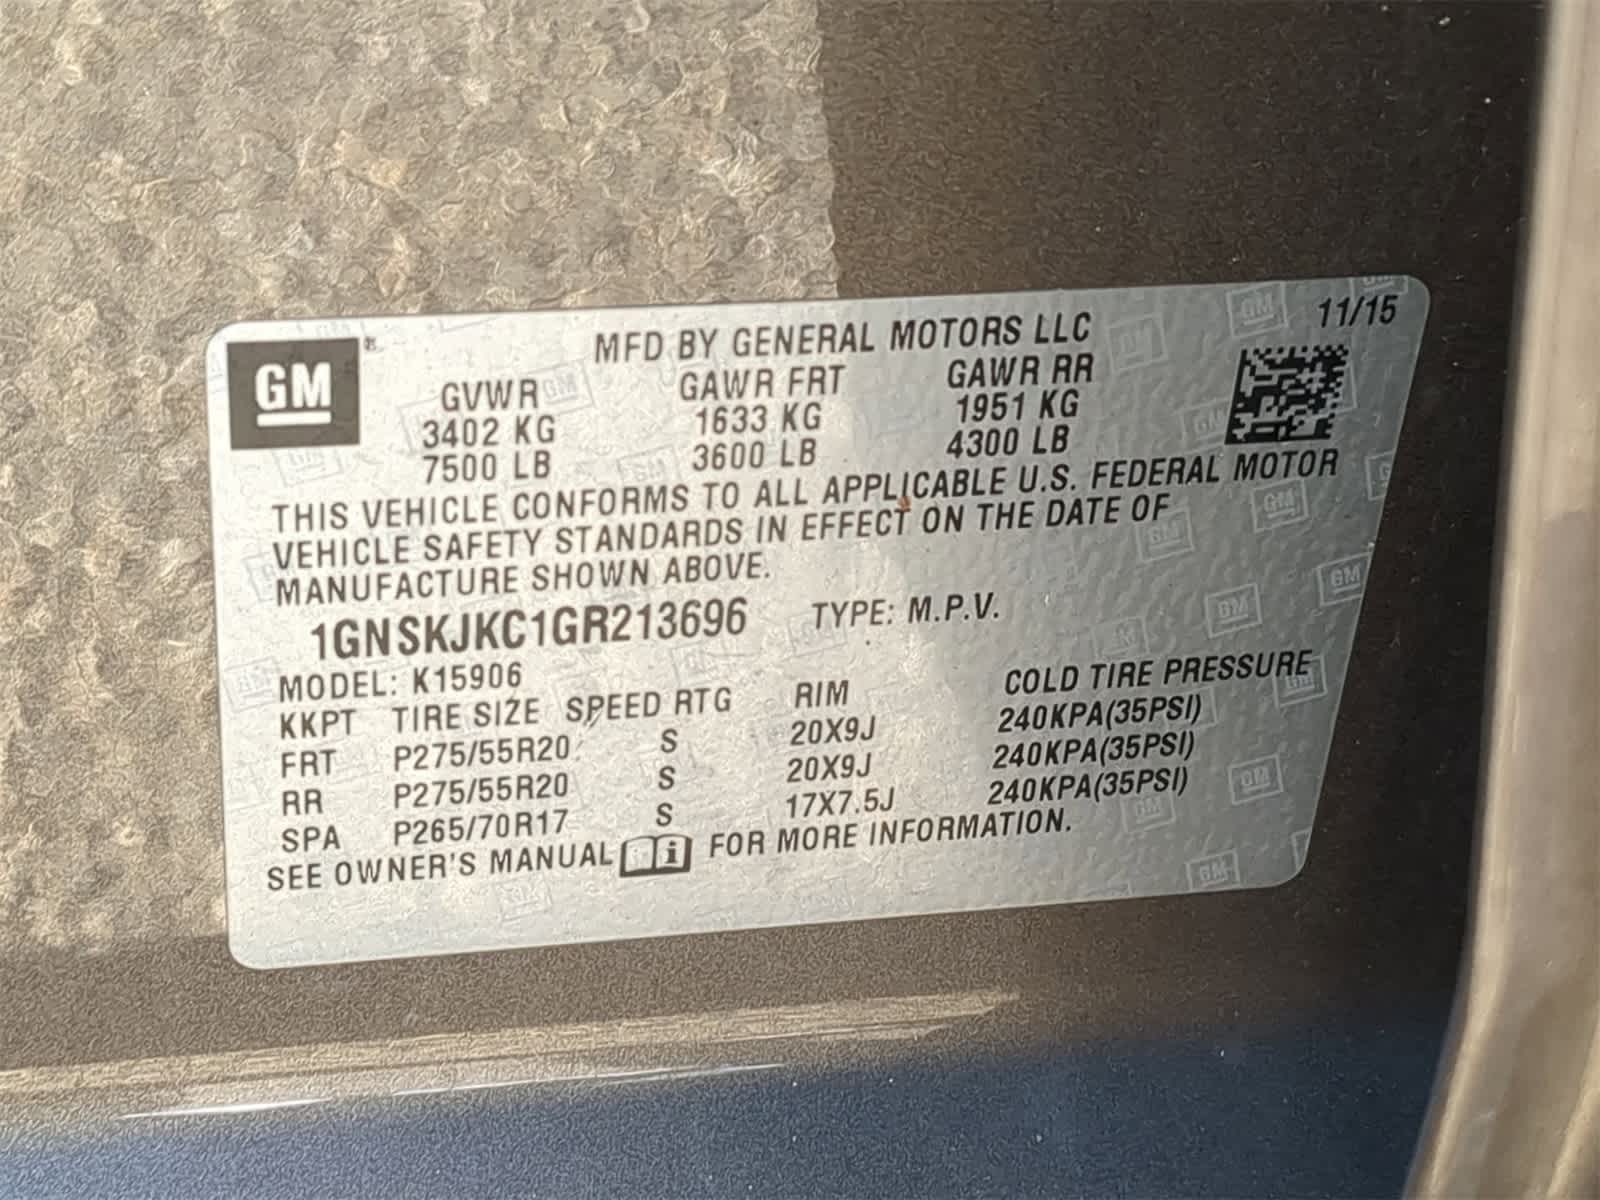 GM
MFD BY GENERAL MOTORS LLC 11/15
GVWR GAWR FRT GAWR RR
3402 KG 1633 KG 1951 KG
7500 LB 3600 LB 4300 LB
THIS VEHICLE CONFORMS TO ALL APPLICABLE U.S. FEDERAL MOTOR
VEHICLE SAFETY STANDARDS IN EFFECT ON THE DATE OF
MANUFACTURE SHOWN ABOVE.
1GNSKJKC1GR213696 TYPE: M.P.V.
MODEL: K15906
KKPT TIRE SIZE SPEED RTG RIM COLD TIRE PRESSURE
FRT P275/55R20 S 20X9J 240KPA(35PSI)
RR P275/55R20 S 20X9J 240KPA(35PSI)
SPA P265/70R17 S 17X7.5J 240KPA(35PSI)
SEE OWNER'S MANUAL i FOR MORE INFORMATION.